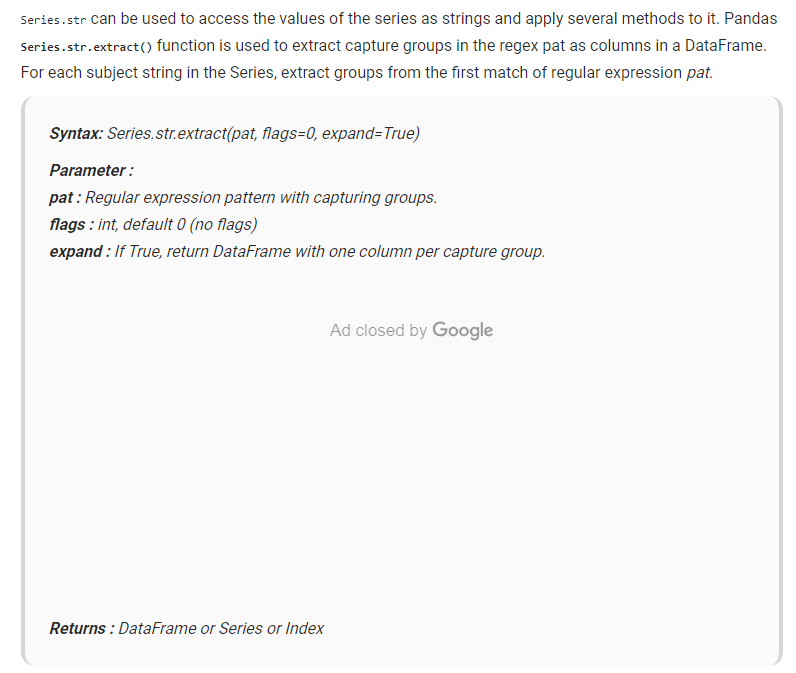 Series.str can be used to access the values of the series as strings and apply several methods to it. Pandas
Series.str.extract() function is used to extract capture groups in the regex pat as columns in a DataFrame.
For each subject string in the Series, extract groups from the first match of regular expression pat.
Syntax: Series.str.extract(pat, flags=0, expand=True)
Parameter :
pat : Regular expression pattern with capturing groups.
flags : int, default 0 (no flags)
expand : If True, return DataFrame with one column per capture group.
Ad closed by Google
Returns : DataFrame or Series or Index